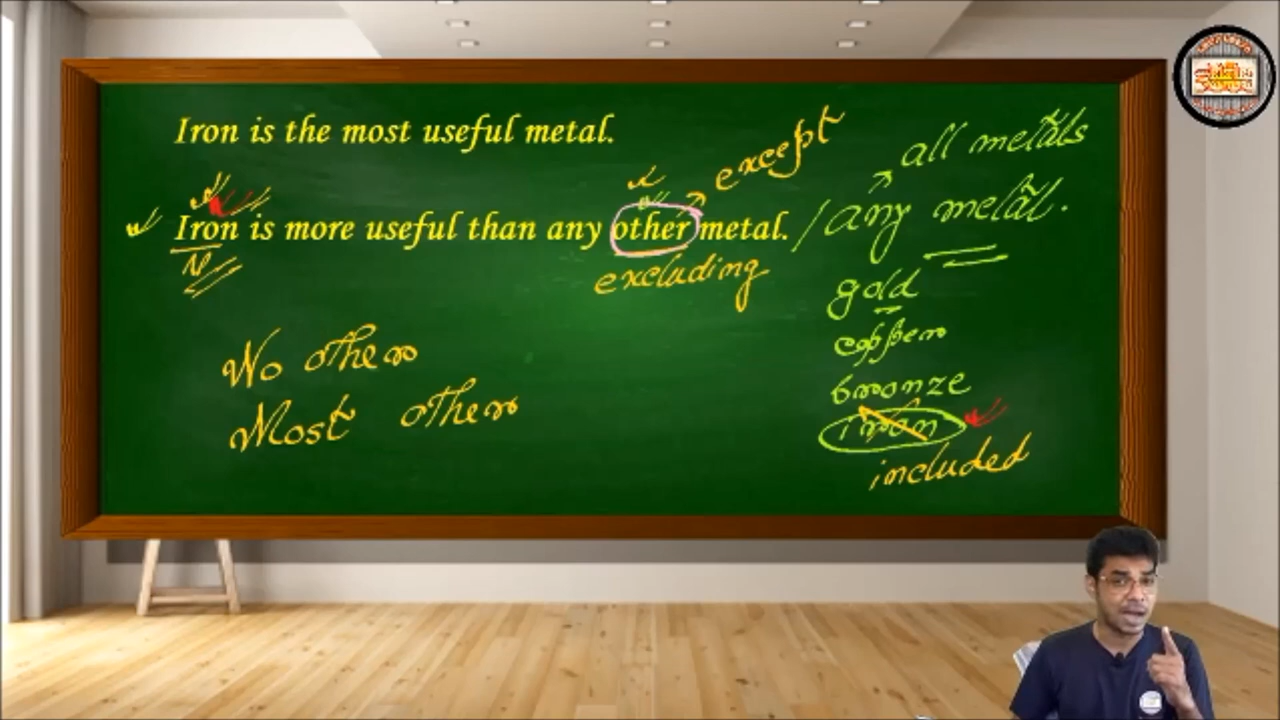 Iron is the most useful metal.
except
all metals
Iron is more useful than any other metal. / any metal.
excluding
gold
copper
bronze
iron
included
No other
Most other